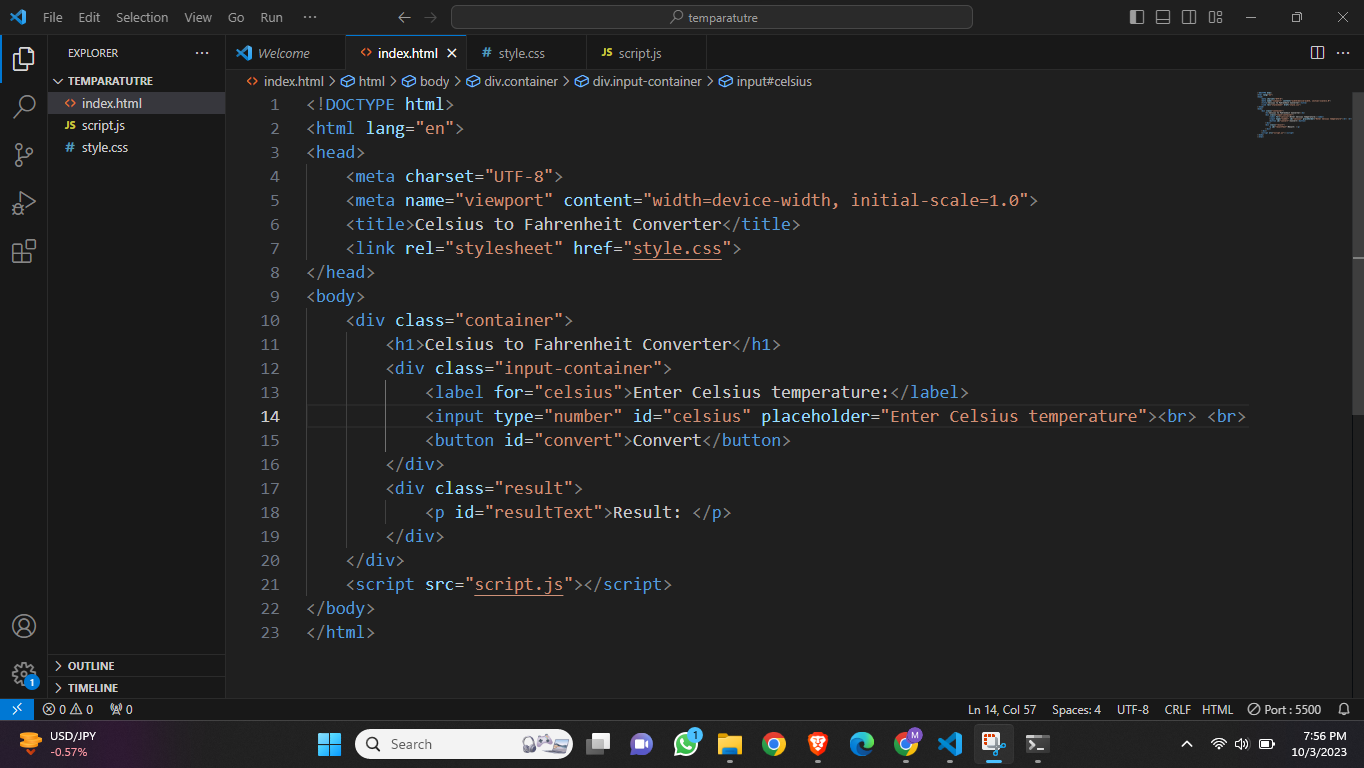 File Edit Selection View Go Run ··· temparatutre
EXPLORER ···
TEMPARATUTRE
index.html
script.js
style.css
OUTLINE
TIMELINE
Welcome index.html style.css JS script.js
index.html > html > body > div.container > div.input-container > input#celsius
1 <!DOCTYPE html>
2 <html lang="en">
3 <head>
4     <meta charset="UTF-8">
5     <meta name="viewport" content="width=device-width, initial-scale=1.0">
6     <title>Celsius to Fahrenheit Converter</title>
7     <link rel="stylesheet" href="style.css">
8 </head>
9 <body>
10     <div class="container">
11         <h1>Celsius to Fahrenheit Converter</h1>
12         <div class="input-container">
13             <label for="celsius">Enter Celsius temperature:</label>
14             <input type="number" id="celsius" placeholder="Enter Celsius temperature"><br> <br>
15             <button id="convert">Convert</button>
16         </div>
17         <div class="result">
18             <p id="resultText">Result: </p>
19         </div>
20     </div>
21     <script src="script.js"></script>
22 </body>
23 </html>
1
0 0 0 Ln 14, Col 57 Spaces: 4 UTF-8 CRLF HTML Port : 5500
USD/JPY
-0.57%
Search
1
M
7:56 PM
10/3/2023